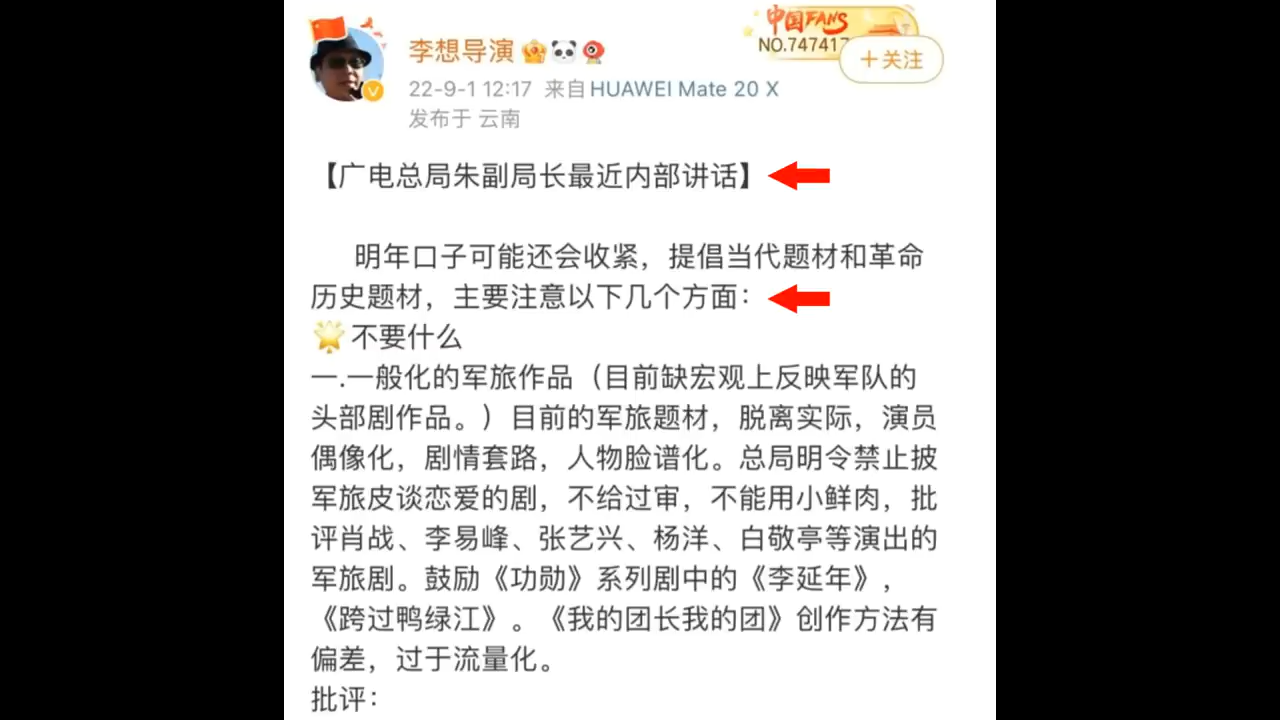 中国FANS
NO.747417
李想导演
+关注
22-9-1 12:17 来自 HUAWEI Mate 20 X
发布于 云南
【广电总局朱副局长最近内部讲话】
明年口子可能还会收紧，提倡当代题材和革命
历史题材，主要注意以下几个方面：
不要什么
一.一般化的军旅作品（目前缺宏观上反映军队的
头部剧作品。）目前的军旅题材，脱离实际，演员
偶像化，剧情套路，人物脸谱化。总局明令禁止披
军旅皮谈恋爱的剧，不给过审，不能用小鲜肉，批
评肖战、李易峰、张艺兴、杨洋、白敬亭等演出的
军旅剧。鼓励《功勋》系列剧中的《李延年》，
《跨过鸭绿江》。《我的团长我的团》创作方法有
偏差，过于流量化。
批评：